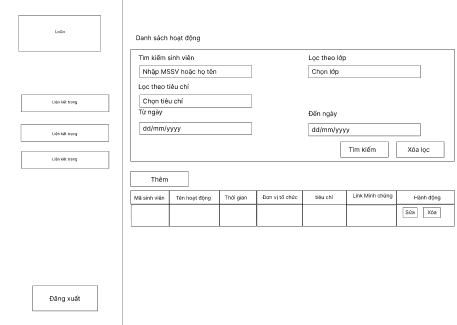 LoGo
Liên kết trang
Liên kết trang
Liên kết trang
Đăng xuất
Danh sách hoạt động
Tìm kiếm sinh viên
Nhập MSSV hoặc họ tên
Lọc theo lớp
Chọn lớp
Lọc theo tiêu chí
Chọn tiêu chí
Từ ngày
dd/mm/yyyy
Đến ngày
dd/mm/yyyy
Tìm kiếm
Xóa lọc
Thêm
Mã sinh viên
Tên hoạt động
Thời gian
Đơn vị tổ chức
tiêu chí
Link Minh chứng
Hành động
Sửa
Xóa